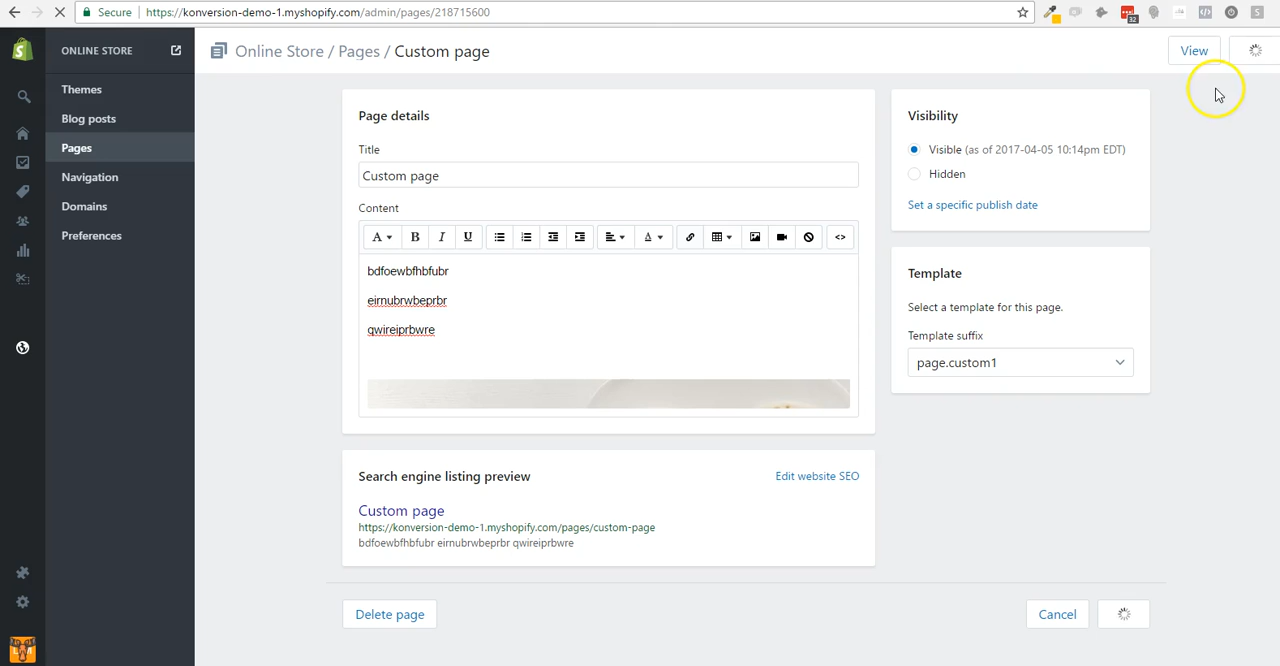 Secure
https://konversion-demo-1.myshopify.com/admin/pages/218715600
32
ONLINE STORE
Online Store / Pages / Custom page
View
Themes
Blog posts
Pages
Navigation
Domains
Preferences
Page details
Title
Custom page
Content
A B I U A <>
bdfoewbfhbfubr
eirnubrwbeprbr
qwireiprbwre
Visibility
Visible (as of 2017-04-05 10:14pm EDT)
Hidden
Set a specific publish date
Template
Select a template for this page.
Template suffix
page.custom1
Search engine listing preview
Edit website SEO
Custom page
https://konversion-demo-1.myshopify.com/pages/custom-page
bdfoewbfhbfubr eirnubrwbeprbr qwireiprbwre
Delete page
Cancel